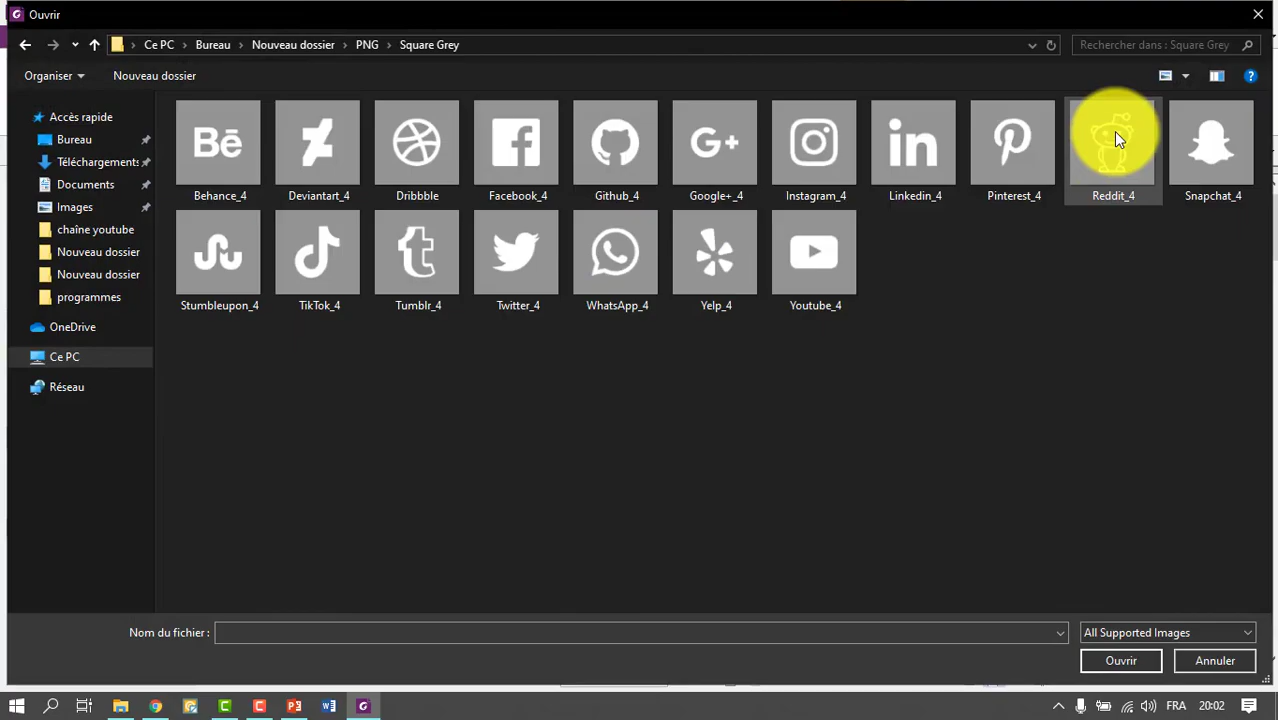 Ouvrir
Ce PC > Bureau > Nouveau dossier > PNG > Square Grey
Rechercher dans : Square Grey
Organiser
Nouveau dossier
Accès rapide
Bureau
Téléchargements
Documents
Images
chaîne youtube
Nouveau dossier
Nouveau dossier
programmes
OneDrive
Ce PC
Réseau
Bē
G+
in
Behance_4
Deviantart_4
Dribbble
Facebook_4
Github_4
Google+_4
Instagram_4
Linkedin_4
Pinterest_4
Reddit_4
Snapchat_4
Stumbleupon_4
TikTok_4
Tumblr_4
Twitter_4
WhatsApp_4
Yelp_4
Youtube_4
Nom du fichier :
All Supported Images
Ouvrir
Annuler
FRA
20:02